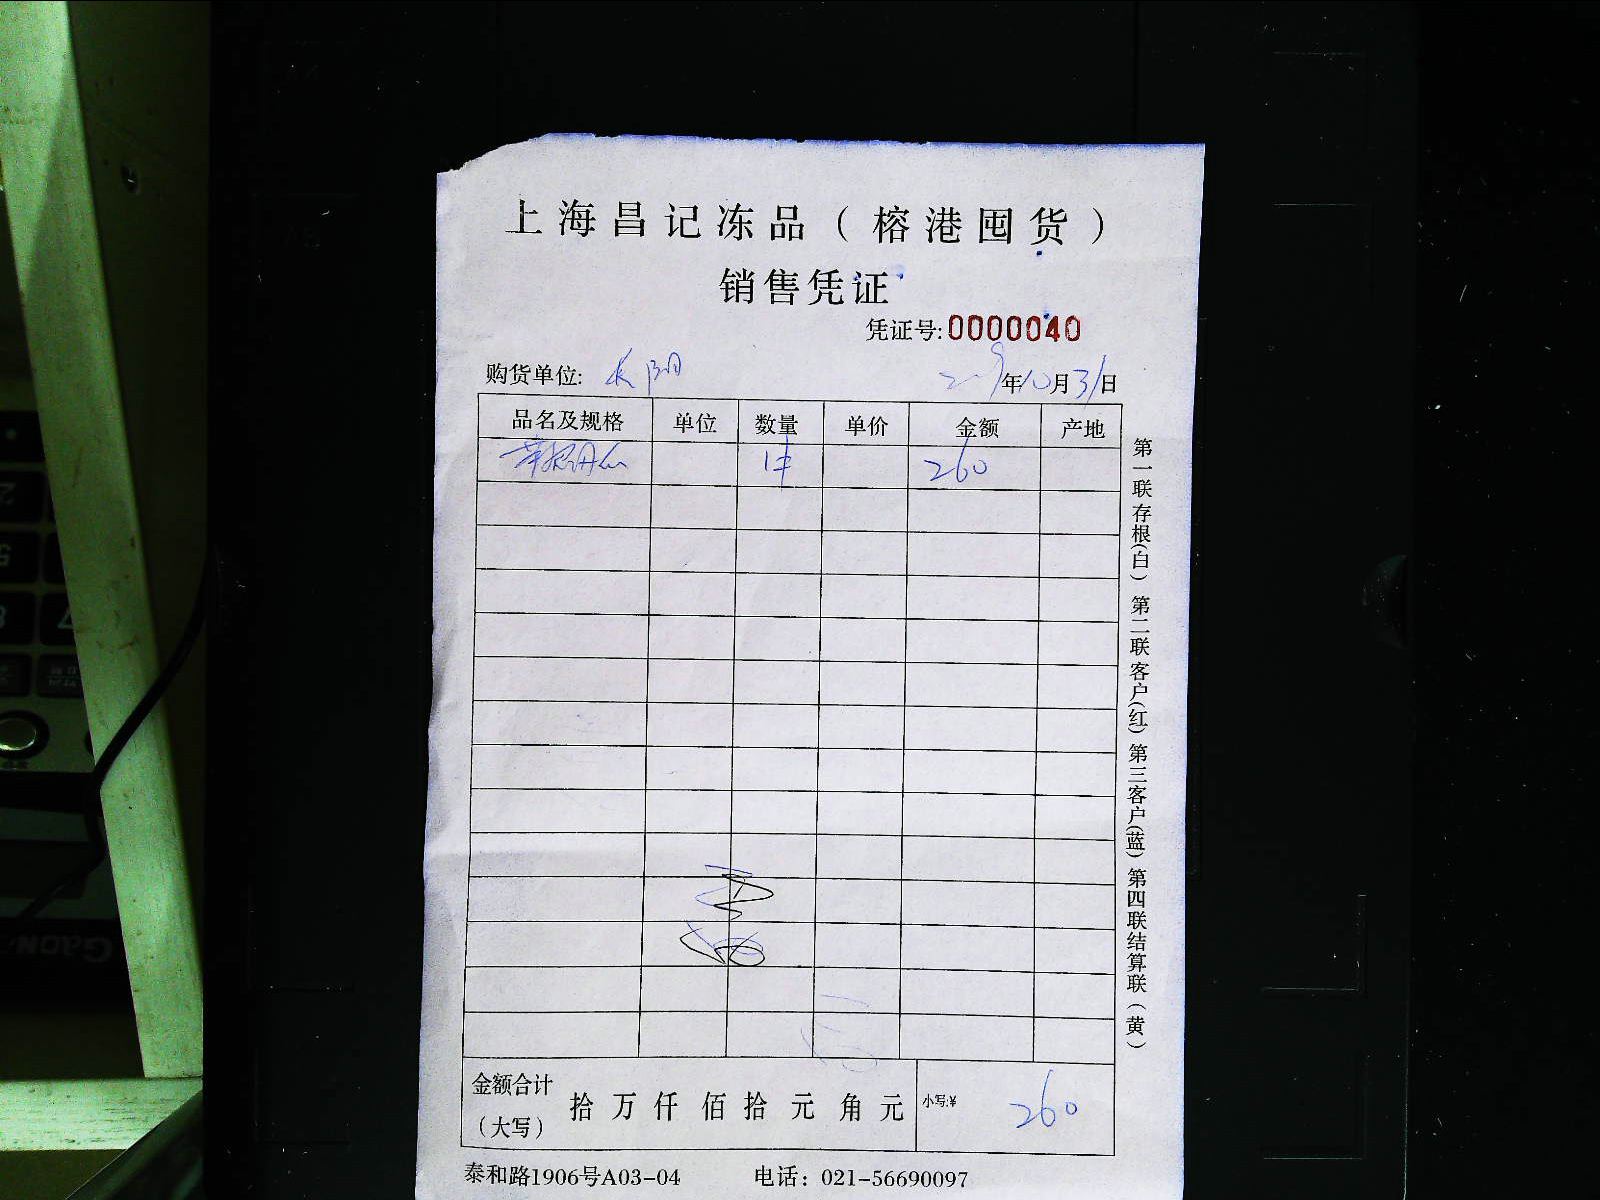 上海昌记冻品（榕港囤货）
销售凭证
凭证号:0000040
购货单位: 长阳 年10月31日
品名及规格 单位 数量 单价 金额 产地
1件 260
金额合计（大写） 拾 万 仟 佰 拾 元 角 元 小写:¥ 260
泰和路1906号A03-04 电话：021-56690097
第一联存根(白) 第二联客户(红) 第三客户(蓝) 第四联结算联(黄)